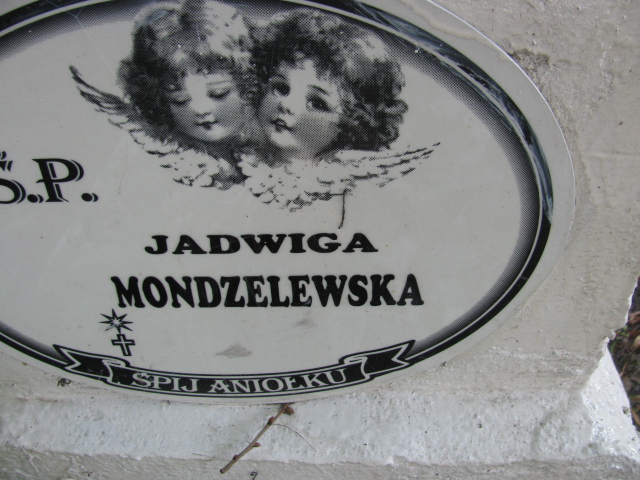 Ś.P.
JADWIGA
MONDZELEWSKA
ŚPIJ ANIOŁKU